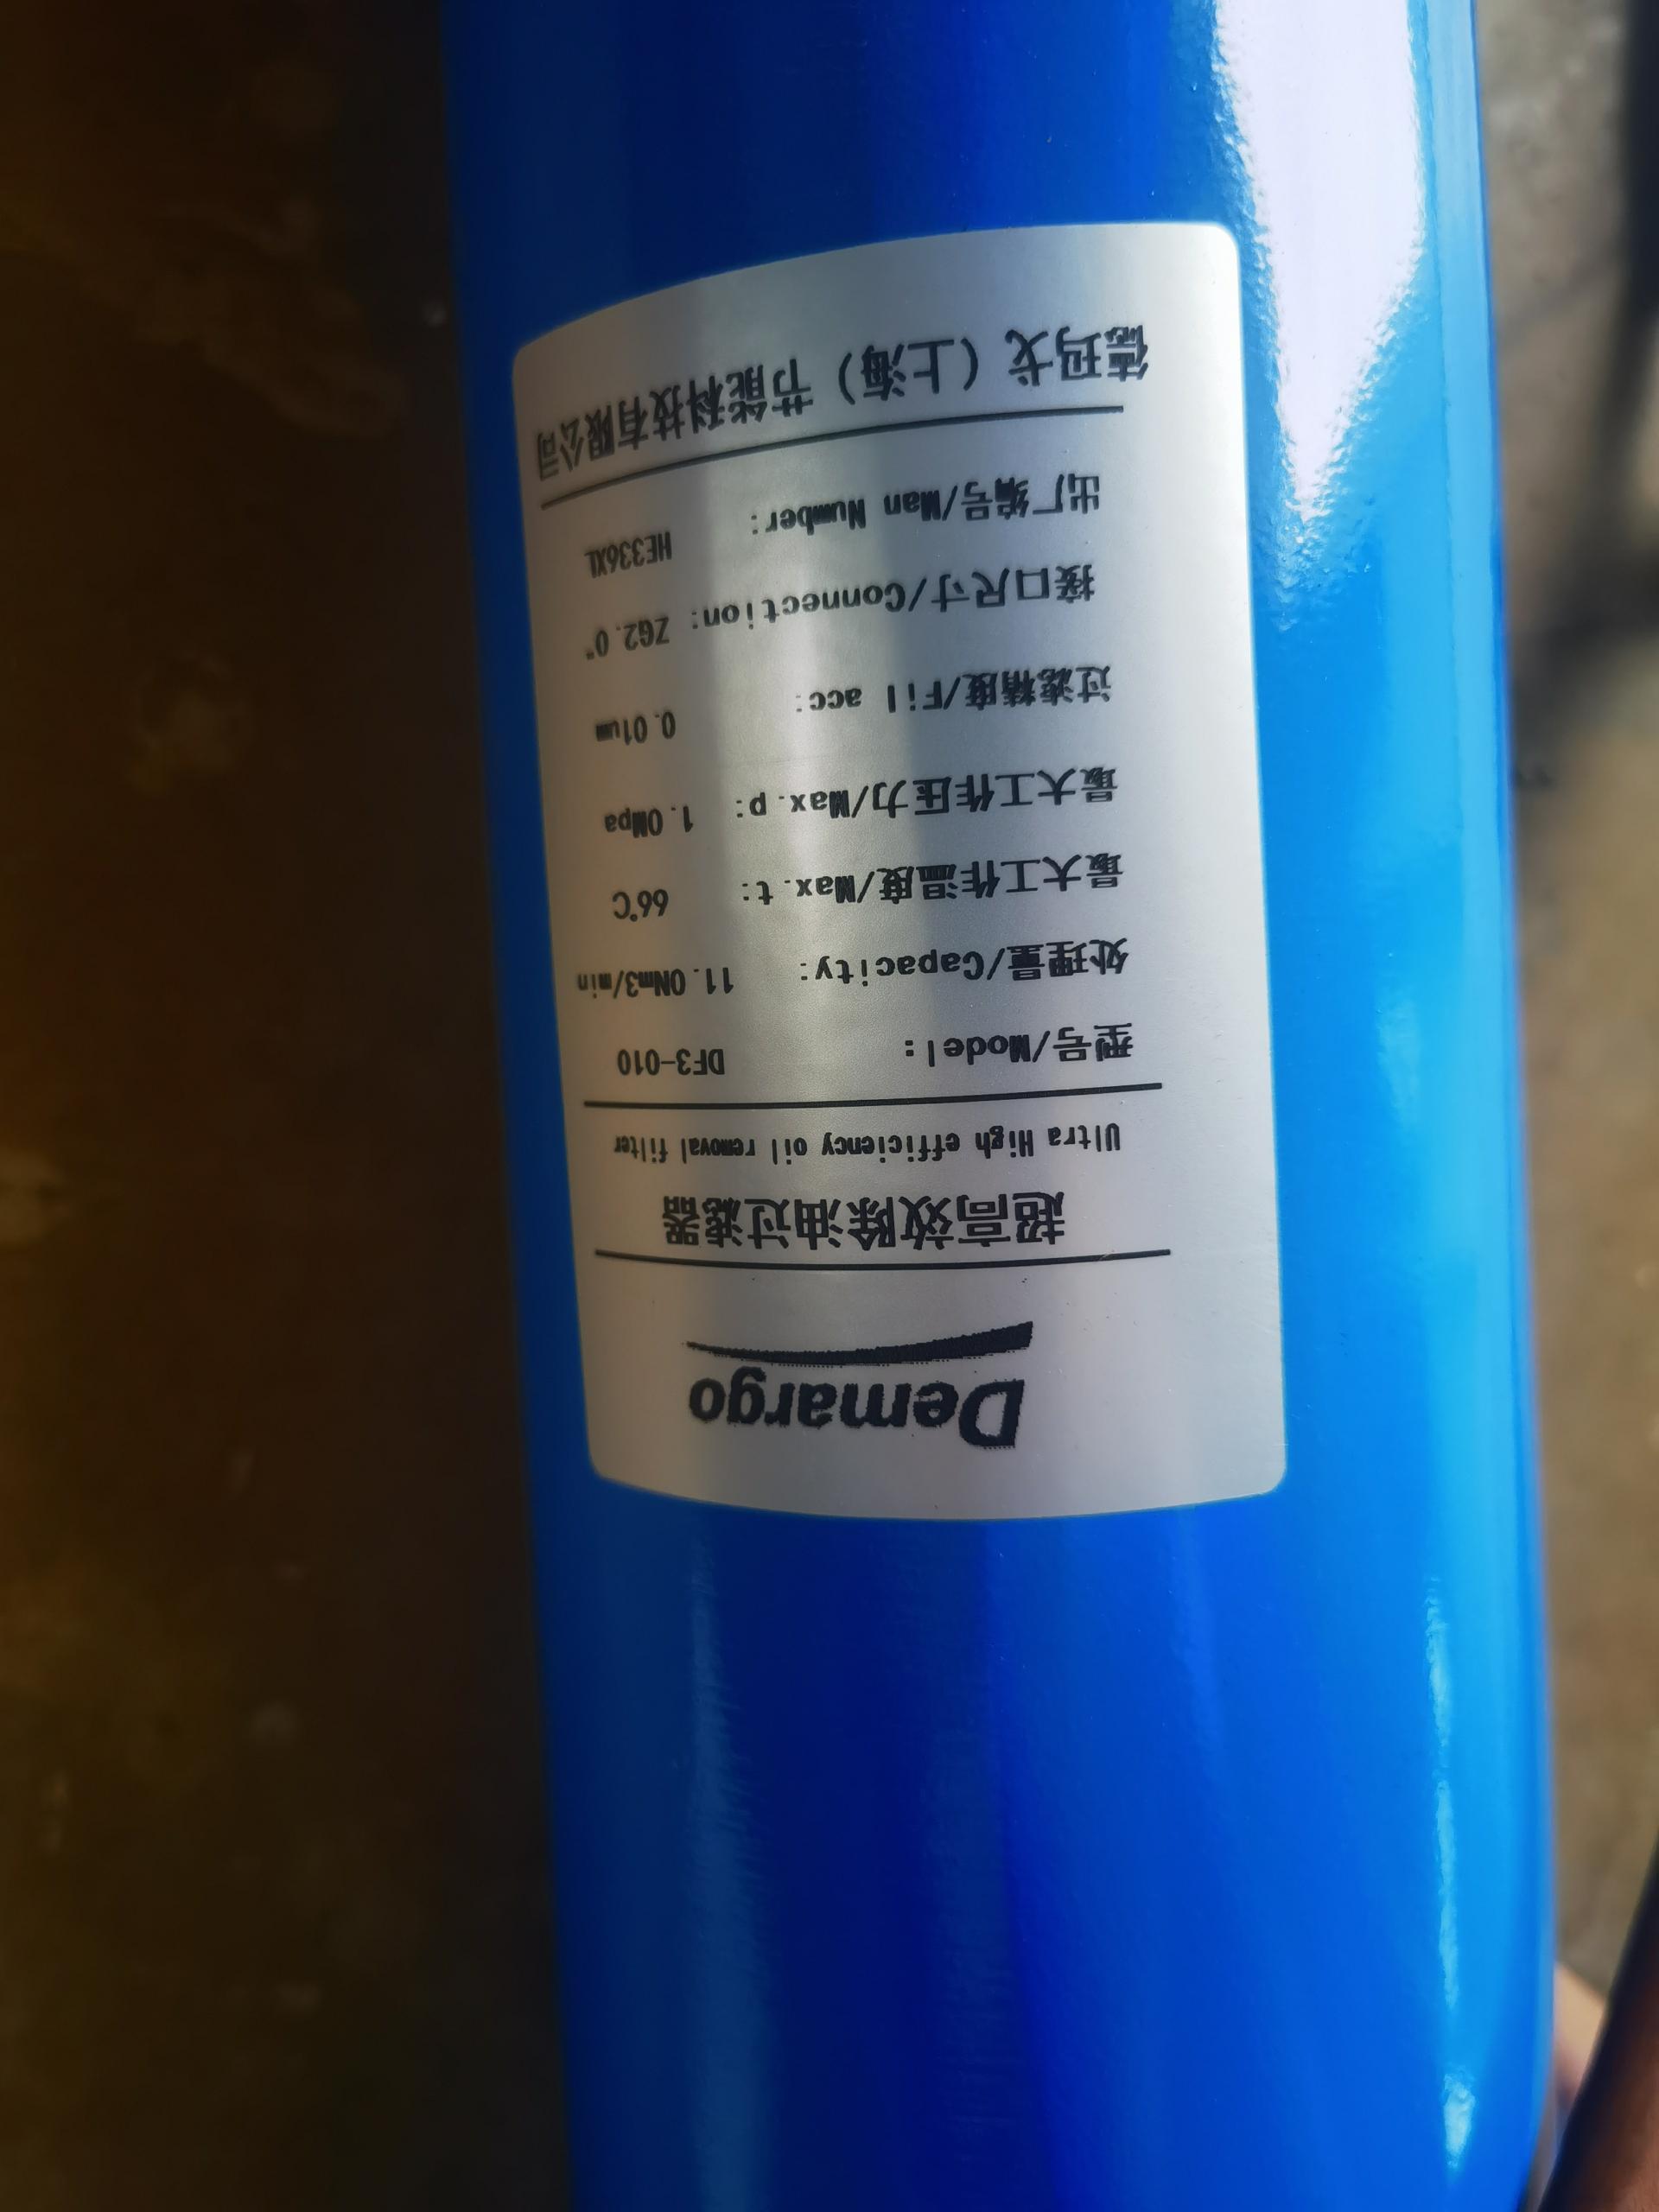 Demargo
超高效除油过滤器
Ultra High efficiency oil removal filter
型号/Model: DF3-010
处理量/Capacity: 11.0Nm3/min
最大工作温度/Max.t: 66℃
最大工作压力/Max.p: 1.0Mpa
过滤精度/Fil acc: 0.01um
接口尺寸/Connection: ZG2.0"
出厂编号/Man Number: HE336XL
德玛戈（上海）节能科技有限公司